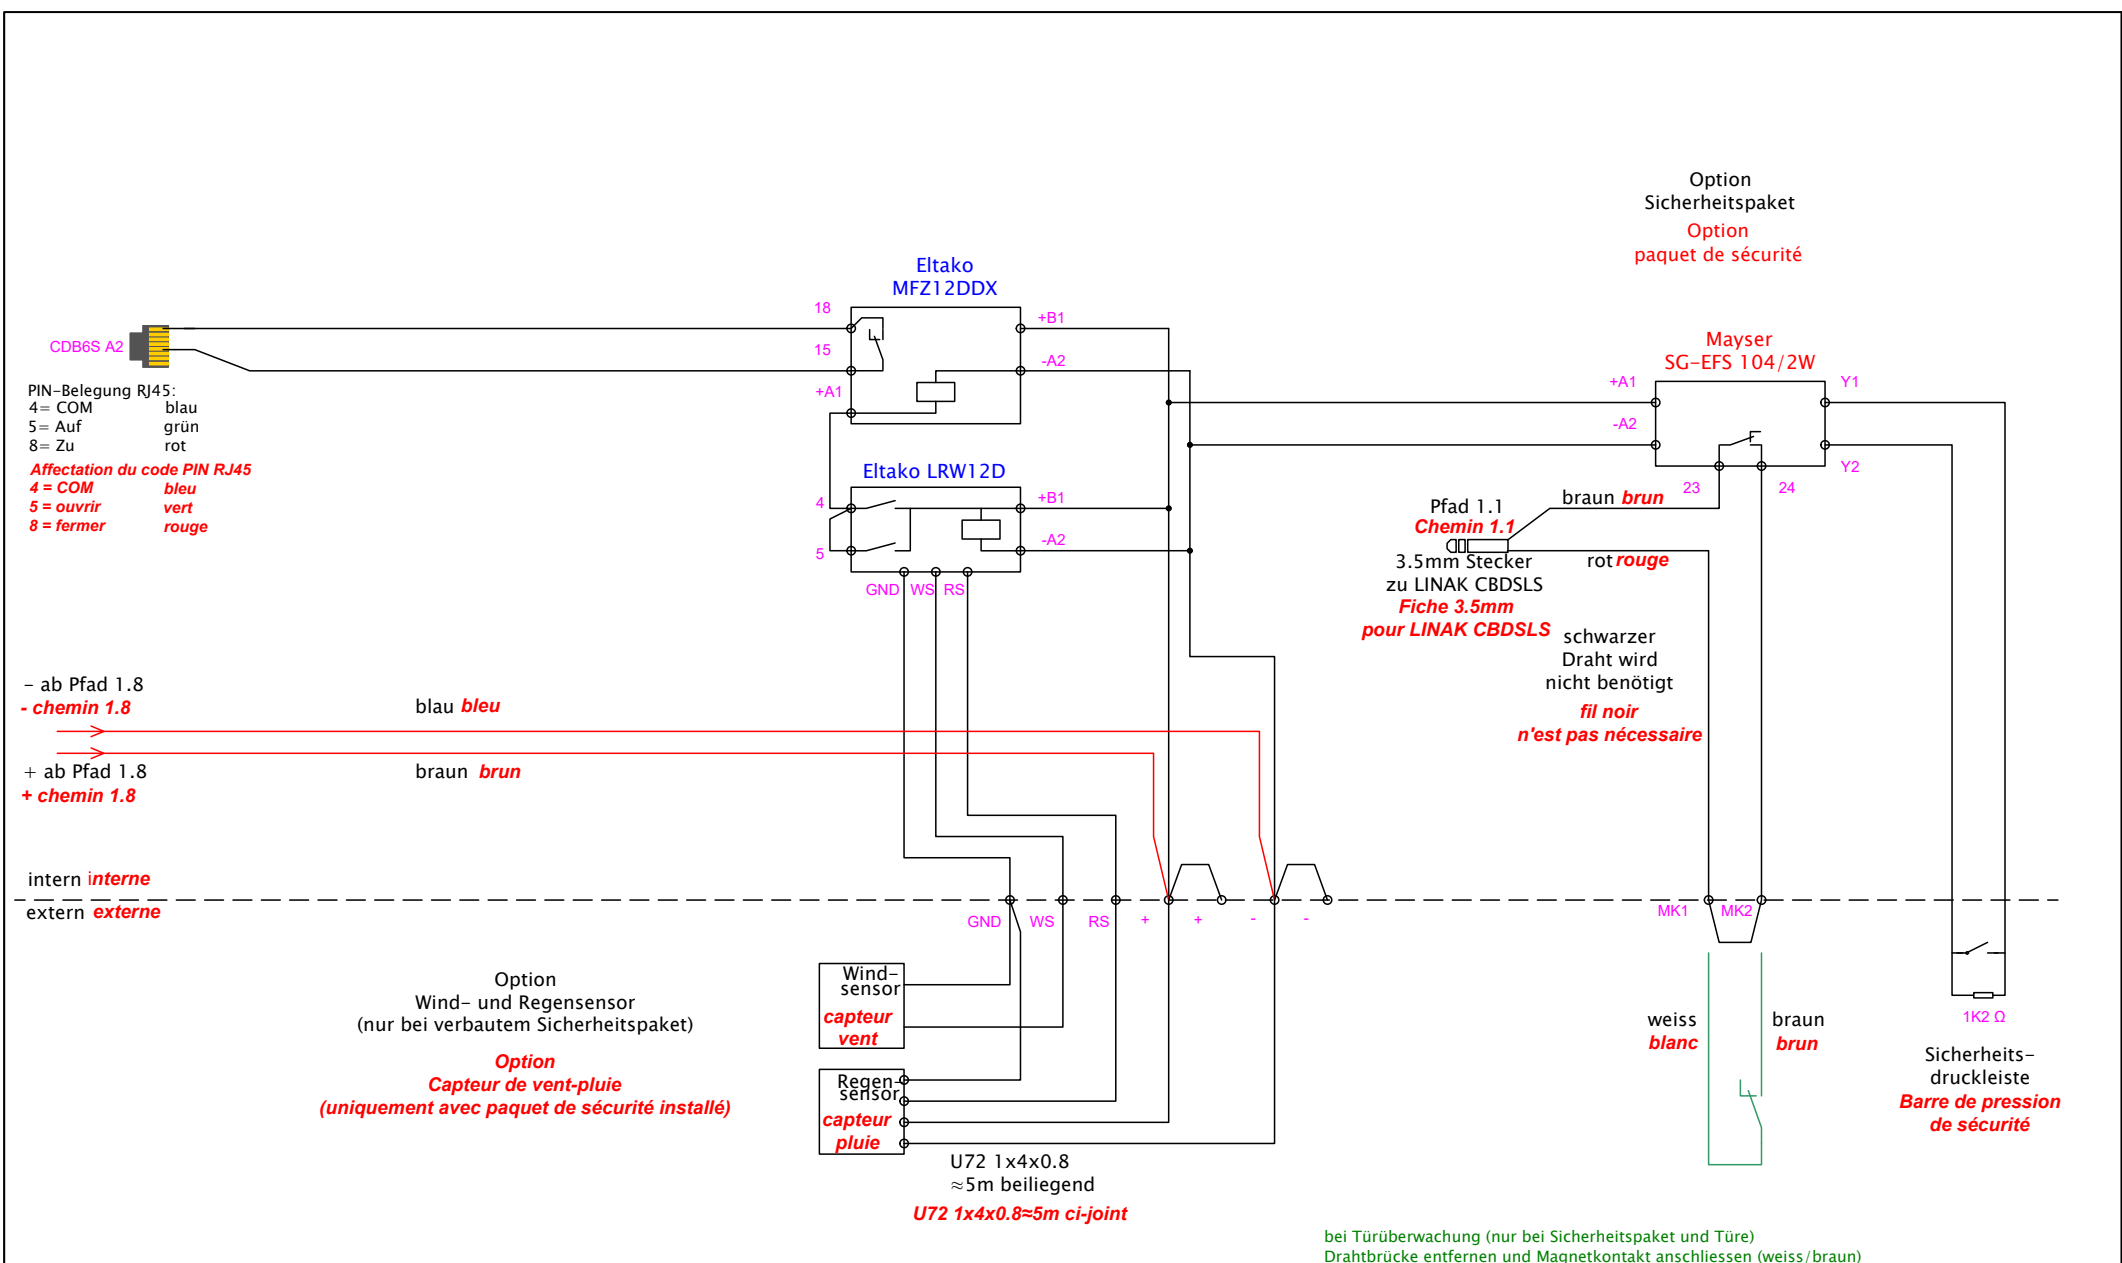 Option
Sicherheitspaket
Option
paquet de sécurité
Eltako
MFZ12DDX
18
15
+A1
+B1
-A2
CDB6S A2
PIN-Belegung RJ45:
4= COM blau
5= Auf grün
8= Zu rot
Affectation du code PIN RJ45
4 = COM bleu
5 = ouvrir vert
8 = fermer rouge
Mayser
SG-EFS 104/2W
+A1
-A2
Y1
Y2
23
24
Eltako LRW12D
4
5
+B1
-A2
GND WS RS
Pfad 1.1
Chemin 1.1
braun brun
rot rouge
3.5mm Stecker
zu LINAK CBDSLS
Fiche 3.5mm
pour LINAK CBDSLS
schwarzer
Draht wird
nicht benötigt
fil noir
n'est pas nécessaire
- ab Pfad 1.8
- chemin 1.8
blau bleu
+ ab Pfad 1.8
+ chemin 1.8
braun brun
intern interne
extern externe
GND WS RS + + - -
MK1 MK2
Option
Wind- und Regensensor
(nur bei verbautem Sicherheitspaket)
Option
Capteur de vent-pluie
(uniquement avec paquet de sécurité installé)
Wind-
sensor
capteur
vent
Regen-
sensor
capteur
pluie
U72 1x4x0.8
≈5m beiliegend
U72 1x4x0.8≈5m ci-joint
weiss
blanc
braun
brun
1K2 Ω
Sicherheits-
druckleiste
Barre de pression
de sécurité
bei Türüberwachung (nur bei Sicherheitspaket und Türe)
Drahtbrücke entfernen und Magnetkontakt anschliessen (weiss/braun)